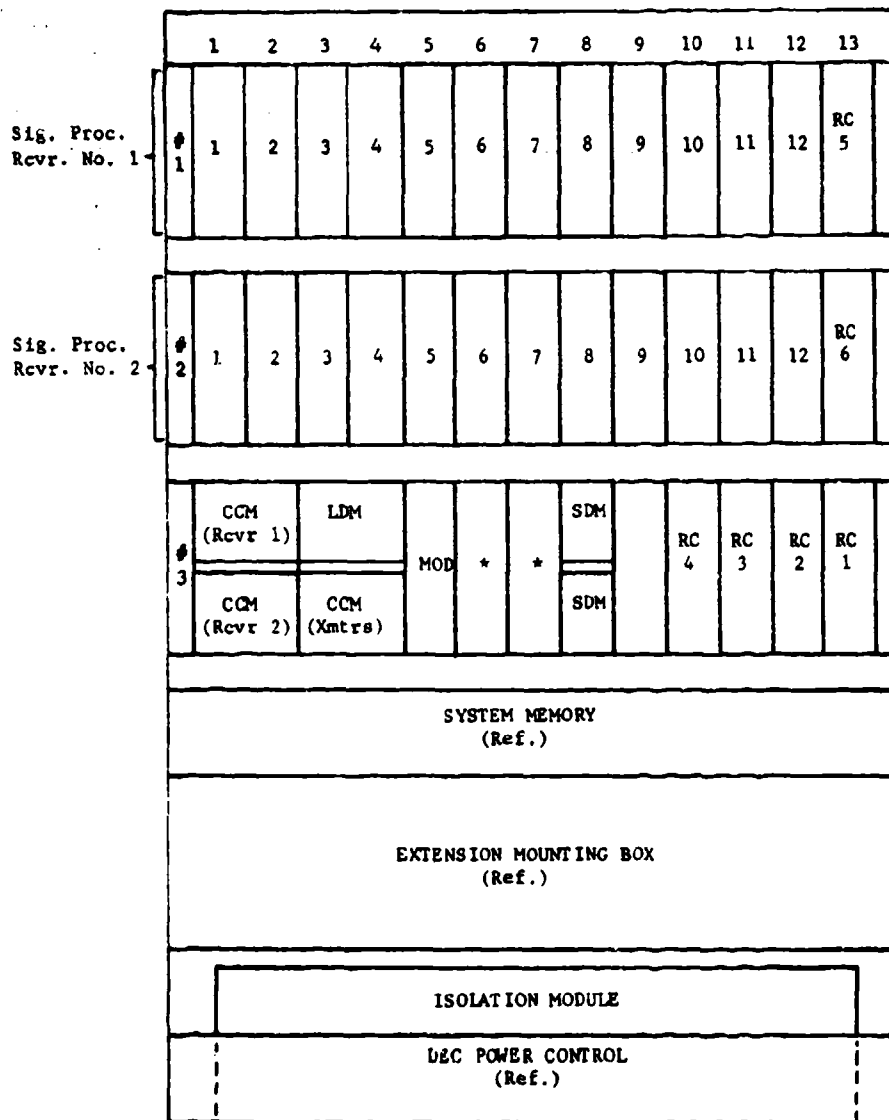 1 2 3 4 5 6 7 8 9 10 11 12 13
Sig. Proc.
Rcvr. No. 1
# 1
1 2 3 4 5 6 7 8 9 10 11 12
RC 5
Sig. Proc.
Rcvr. No. 2
# 2
1 2 3 4 5 6 7 8 9 10 11 12
RC 6
# 3
CCM
(Rcvr 1)
LDM
CCM
(Rcvr 2)
CCM
(Xmtrs)
MOD
*
*
SDM
SDM
RC 4
RC 3
RC 2
RC 1
SYSTEM MEMORY
(Ref.)
EXTENSION MOUNTING BOX
(Ref.)
ISOLATION MODULE
DEC POWER CONTROL
(Ref.)